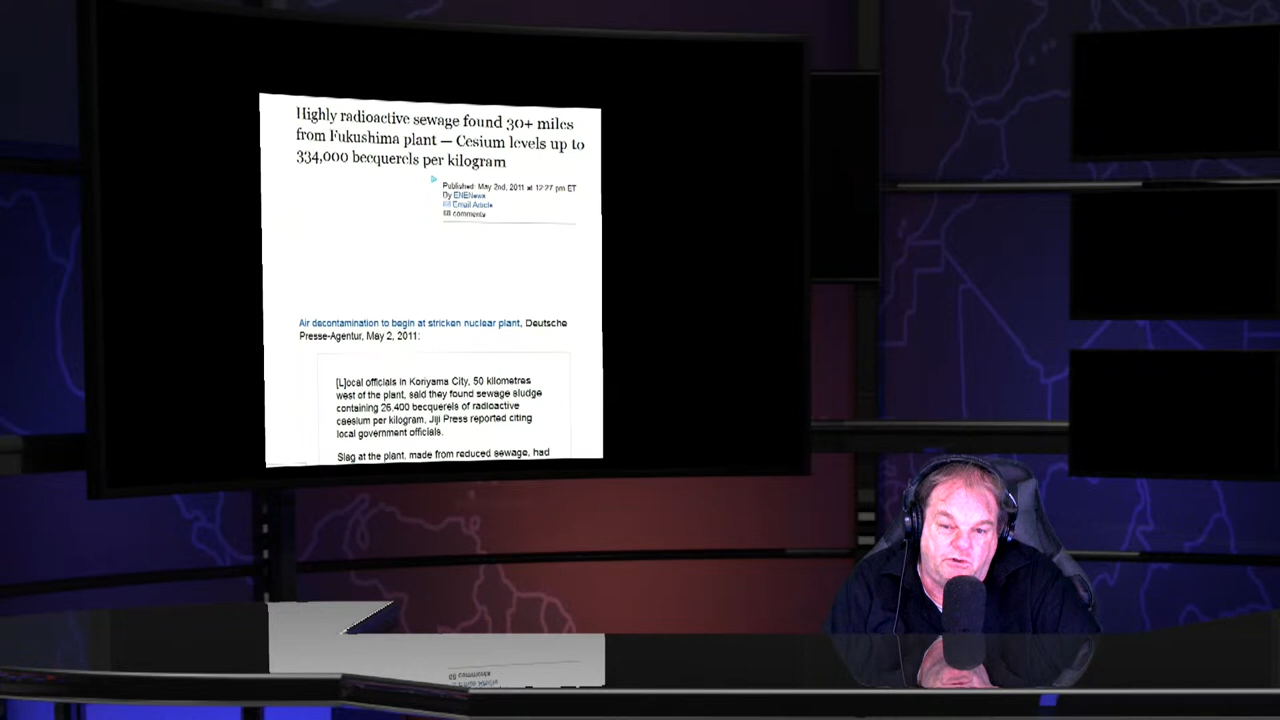 Highly radioactive sewage found 30+ miles
from Fukushima plant — Cesium levels up to
334,000 becquerels per kilogram
Published: May 2nd, 2011 at 12:27 pm ET
By ENENews
Email Article
68 comments
Air decontamination to begin at stricken nuclear plant, Deutsche
Presse-Agentur, May 2, 2011:
[L]ocal officials in Koriyama City, 50 kilometres
west of the plant, said they found sewage sludge
containing 26,400 becquerels of radioactive
caesium per kilogram, Jiji Press reported citing
local government officials.
Slag at the plant, made from reduced sewage, had
68 comments